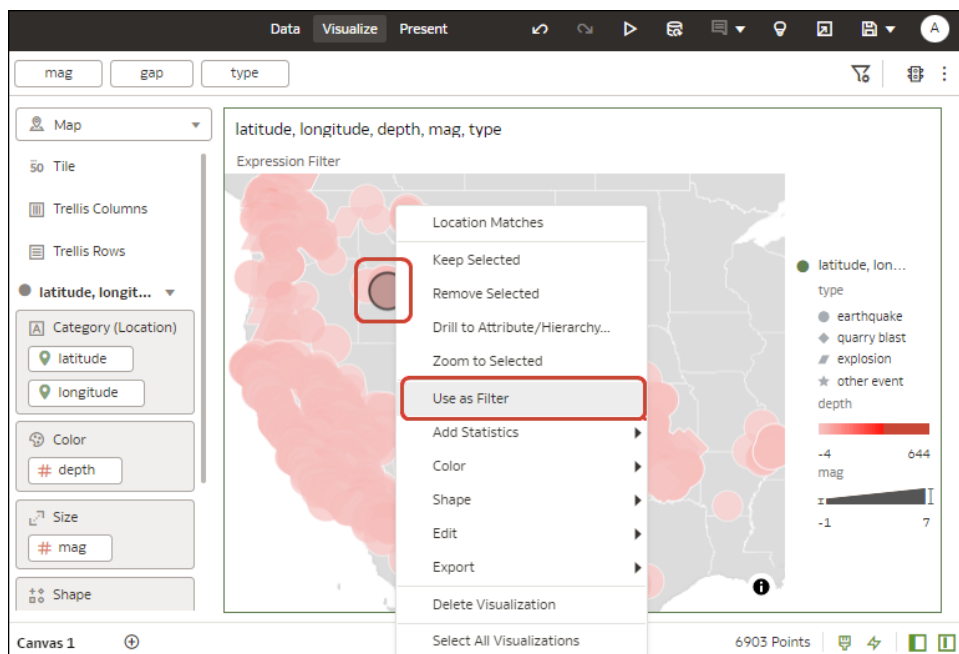 Data Visualize Present A
mag gap type
Map
50 Tile
Trellis Columns
Trellis Rows
latitude, longit...
A Category (Location)
latitude
longitude
Color
# depth
Size
# mag
Shape
latitude, longitude, depth, mag, type
Expression Filter
Location Matches
Keep Selected
Remove Selected
Drill to Attribute/Hierarchy...
Zoom to Selected
Use as Filter
Add Statistics
Color
Shape
Edit
Export
Delete Visualization
Select All Visualizations
latitude, lon...
type
earthquake
quarry blast
explosion
other event
depth
-4 644
mag
-1 7
Canvas 1
6903 Points